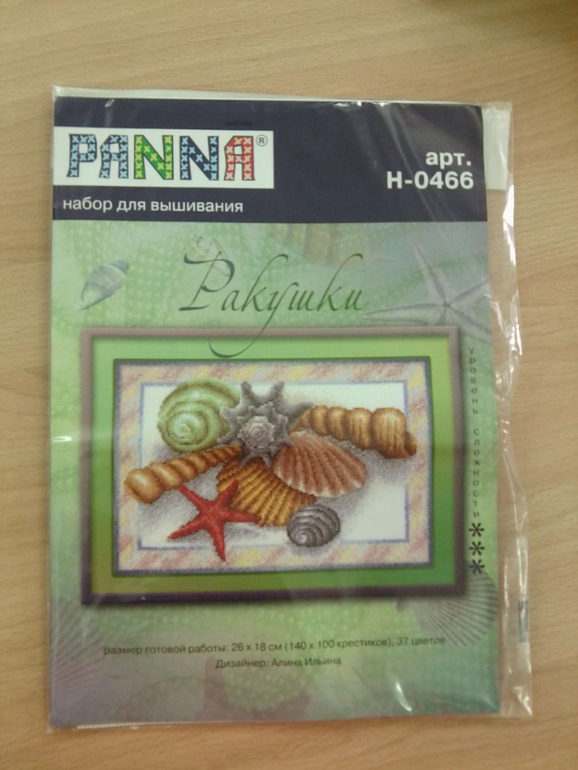 PANNA®
арт.
Н-0466
набор для вышивания
Ракушки
уровень сложности ***
размер готовой работы: 26 x 18 см (140 x 100 крестиков), 37 цветов
Дизайнер: Алина Ильина